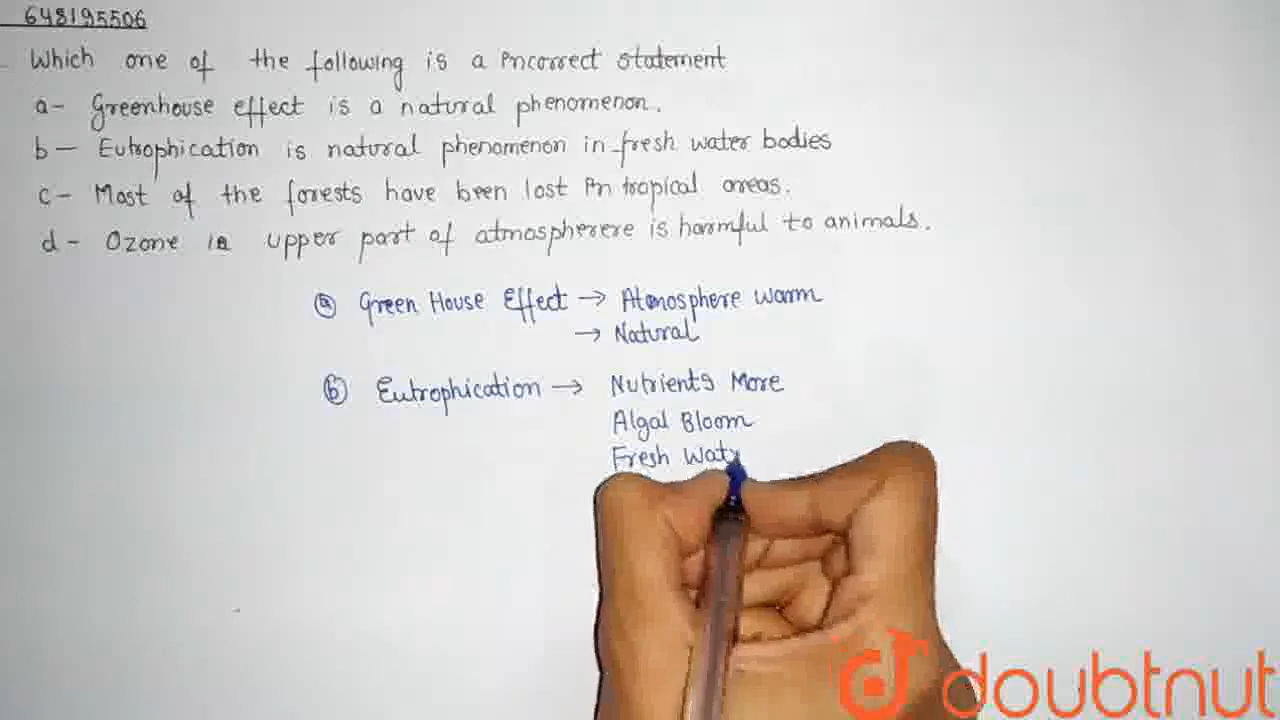 648195506
Which one of the following is a incorrect statement
a- Greenhouse effect is a natural phenomenon.
b- Eutrophication is natural phenomenon in fresh water bodies
c- Most of the forests have been lost in tropical areas.
d- Ozone in upper part of atmospherere is harmful to animals.
a Green House Effect → Atmosphere warm
→ Natural
b Eutrophication → Nutrients More
Algal Bloom
Fresh Wat
doubtnut